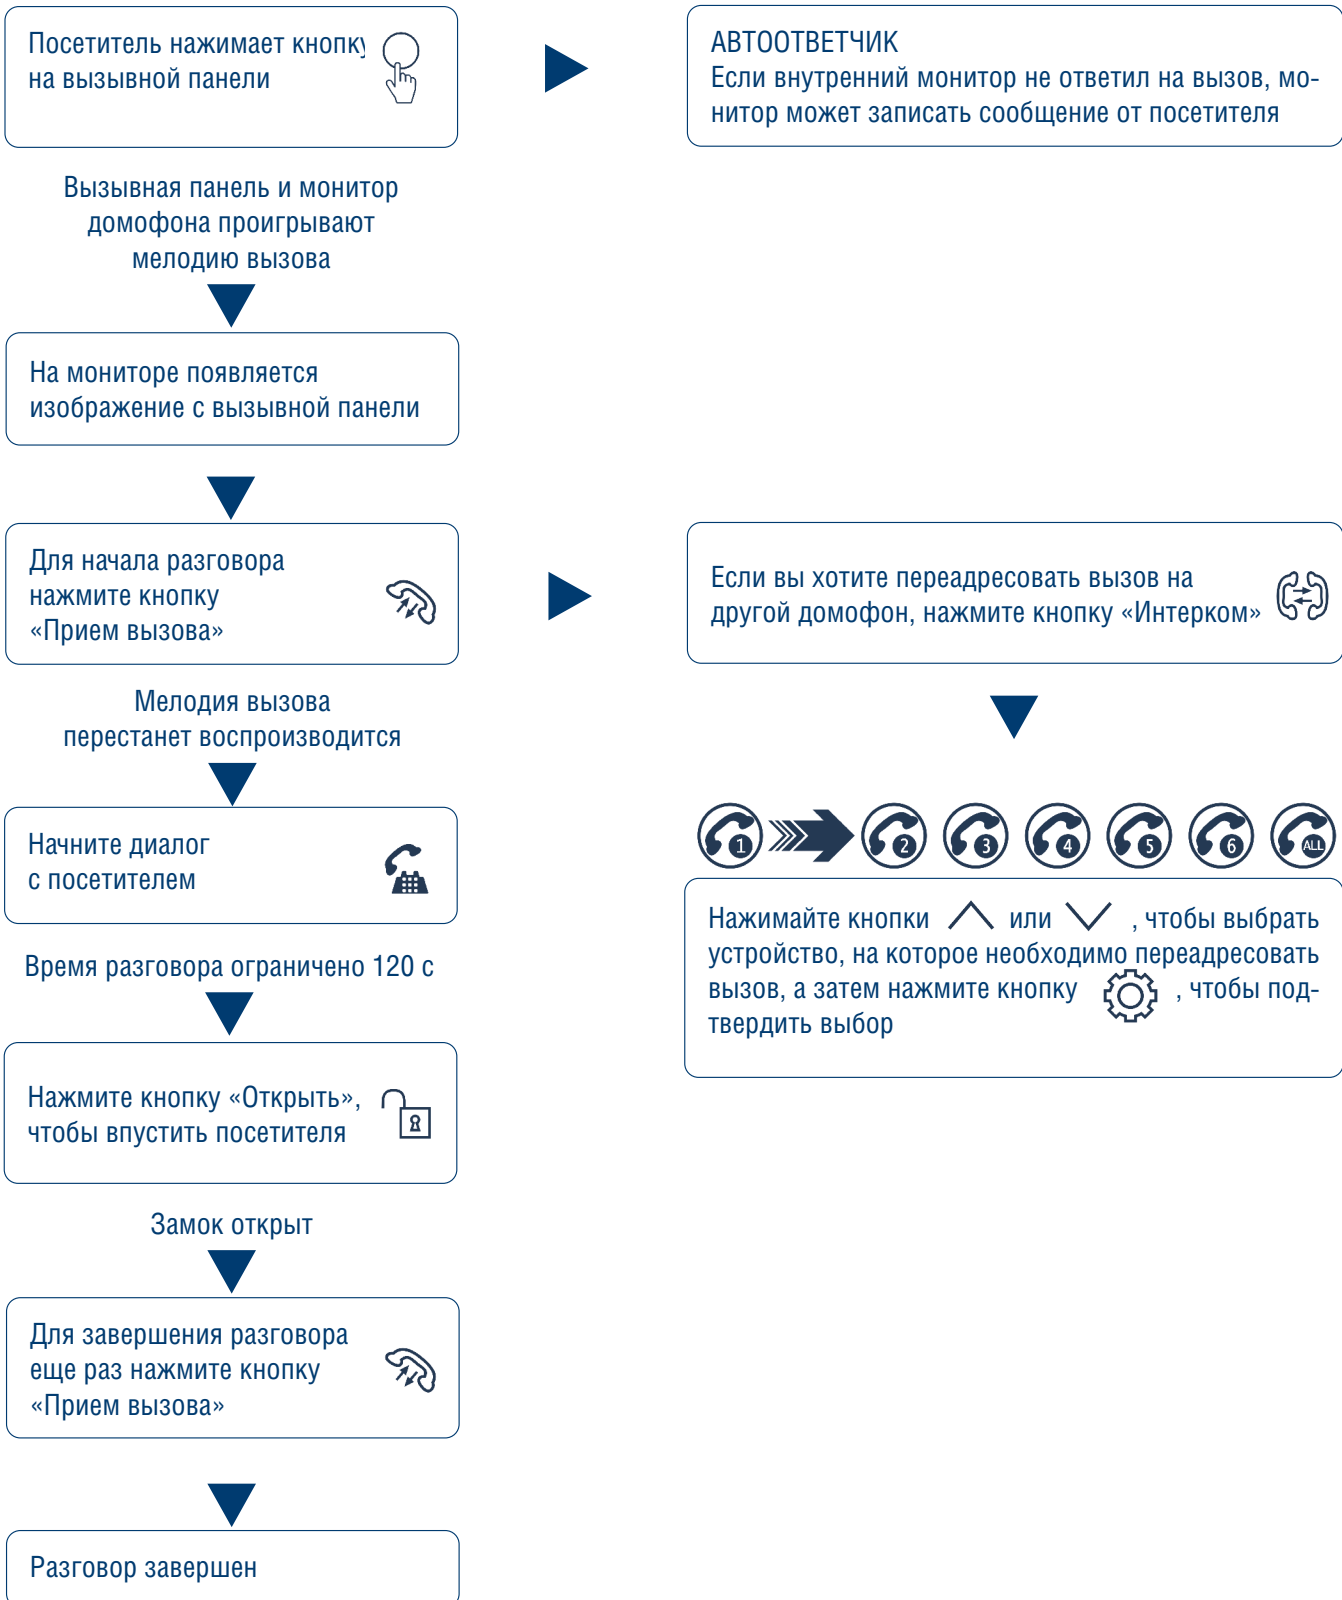 Посетитель нажимает кнопку
на вызывной панели
АВТООТВЕТЧИК
Если внутренний монитор не ответил на вызов, мо-
нитор может записать сообщение от посетителя
Вызывная панель и монитор
домофона проигрывают
мелодию вызова
На мониторе появляется
изображение с вызывной панели
Для начала разговора
нажмите кнопку
«Прием вызова»
Если вы хотите переадресовать вызов на
другой домофон, нажмите кнопку «Интерком»
Мелодия вызова
перестанет воспроизводится
Начните диалог
с посетителем
1 2 3 4 5 6 ALL
Нажимайте кнопки или , чтобы выбрать
устройство, на которое необходимо переадресовать
вызов, а затем нажмите кнопку , чтобы под-
твердить выбор
Время разговора ограничено 120 с
Нажмите кнопку «Открыть»,
чтобы впустить посетителя
Замок открыт
Для завершения разговора
еще раз нажмите кнопку
«Прием вызова»
Разговор завершен